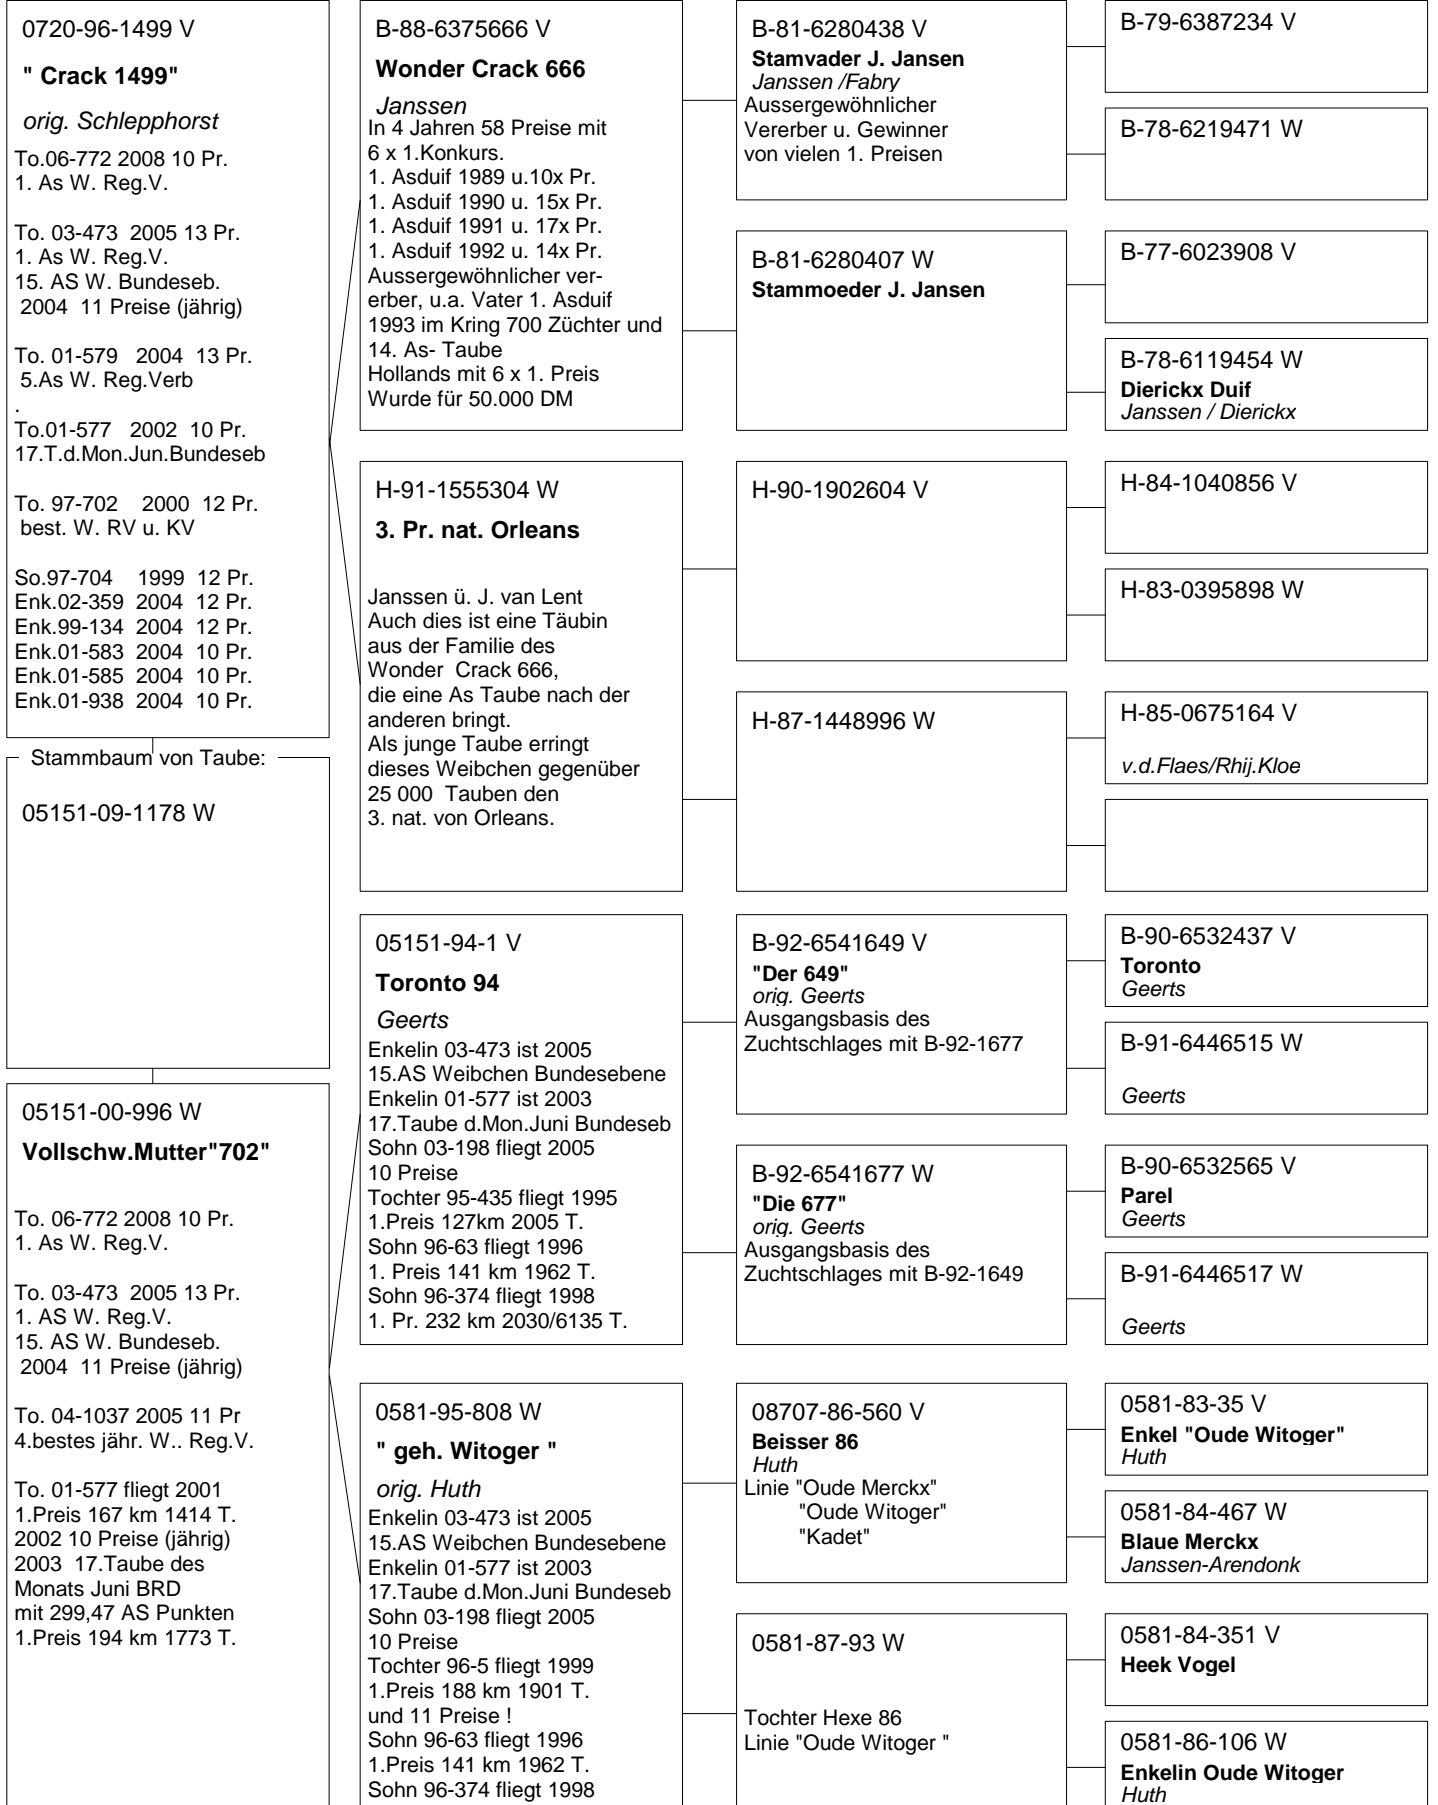 0720-96-1499 V
" Crack 1499"
orig. Schlepphorst
To.06-772 2008 10 Pr.
1. As W. Reg.V.
To. 03-473 2005 13 Pr.
1. As W. Reg.V.
15. AS W. Bundeseb.
2004 11 Preise (jährig)
To. 01-579 2004 13 Pr.
5.As W. Reg.Verb
.
To.01-577 2002 10 Pr.
17.T.d.Mon.Jun.Bundeseb
To. 97-702 2000 12 Pr.
best. W. RV u. KV
So.97-704 1999 12 Pr.
Enk.02-359 2004 12 Pr.
Enk.99-134 2004 12 Pr.
Enk.01-583 2004 10 Pr.
Enk.01-585 2004 10 Pr.
Enk.01-938 2004 10 Pr.
Stammbaum von Taube:
05151-09-1178 W
05151-00-996 W
Vollschw.Mutter"702"
To. 06-772 2008 10 Pr.
1. As W. Reg.V.
To. 03-473 2005 13 Pr.
1. AS W. Reg.V.
15. AS W. Bundeseb.
2004 11 Preise (jährig)
To. 04-1037 2005 11 Pr
4.bestes jähr. W.. Reg.V.
To. 01-577 fliegt 2001
1.Preis 167 km 1414 T.
2002 10 Preise (jährig)
2003 17.Taube des
Monats Juni BRD
mit 299,47 AS Punkten
1.Preis 194 km 1773 T.
B-88-6375666 V
Wonder Crack 666
Janssen
In 4 Jahren 58 Preise mit
6 x 1.Konkurs.
1. Asduif 1989 u.10x Pr.
1. Asduif 1990 u. 15x Pr.
1. Asduif 1991 u. 17x Pr.
1. Asduif 1992 u. 14x Pr.
Aussergewöhnlicher ver-
erber, u.a. Vater 1. Asduif
1993 im Kring 700 Züchter und
14. As- Taube
Hollands mit 6 x 1. Preis
Wurde für 50.000 DM
H-91-1555304 W
3. Pr. nat. Orleans
Janssen ü. J. van Lent
Auch dies ist eine Täubin
aus der Familie des
Wonder Crack 666,
die eine As Taube nach der
anderen bringt.
Als junge Taube erringt
dieses Weibchen gegenüber
25 000 Tauben den
3. nat. von Orleans.
05151-94-1 V
Toronto 94
Geerts
Enkelin 03-473 ist 2005
15.AS Weibchen Bundesebene
Enkelin 01-577 ist 2003
17.Taube d.Mon.Juni Bundeseb
Sohn 03-198 fliegt 2005
10 Preise
Tochter 95-435 fliegt 1995
1.Preis 127km 2005 T.
Sohn 96-63 fliegt 1996
1. Preis 141 km 1962 T.
Sohn 96-374 fliegt 1998
1. Pr. 232 km 2030/6135 T.
0581-95-808 W
" geh. Witoger "
orig. Huth
Enkelin 03-473 ist 2005
15.AS Weibchen Bundesebene
Enkelin 01-577 ist 2003
17.Taube d.Mon.Juni Bundeseb
Sohn 03-198 fliegt 2005
10 Preise
Tochter 96-5 fliegt 1999
1.Preis 188 km 1901 T.
und 11 Preise !
Sohn 96-63 fliegt 1996
1.Preis 141 km 1962 T.
Sohn 96-374 fliegt 1998
B-81-6280438 V
Stamvader J. Jansen
Janssen /Fabry
Aussergewöhnlicher
Vererber u. Gewinner
von vielen 1. Preisen
B-81-6280407 W
Stammoeder J. Jansen
H-90-1902604 V
H-87-1448996 W
B-92-6541649 V
"Der 649"
orig. Geerts
Ausgangsbasis des
Zuchtschlages mit B-92-1677
B-92-6541677 W
"Die 677"
orig. Geerts
Ausgangsbasis des
Zuchtschlages mit B-92-1649
08707-86-560 V
Beisser 86
Huth
Linie "Oude Merckx"
"Oude Witoger"
"Kadet"
0581-87-93 W
Tochter Hexe 86
Linie "Oude Witoger "
B-79-6387234 V
B-78-6219471 W
B-77-6023908 V
B-78-6119454 W
Dierickx Duif
Janssen / Dierickx
H-84-1040856 V
H-83-0395898 W
H-85-0675164 V
v.d.Flaes/Rhij.Kloe
B-90-6532437 V
Toronto
Geerts
B-91-6446515 W
Geerts
B-90-6532565 V
Parel
Geerts
B-91-6446517 W
Geerts
0581-83-35 V
Enkel "Oude Witoger"
Huth
0581-84-467 W
Blaue Merckx
Janssen-Arendonk
0581-84-351 V
Heek Vogel
0581-86-106 W
Enkelin Oude Witoger
Huth